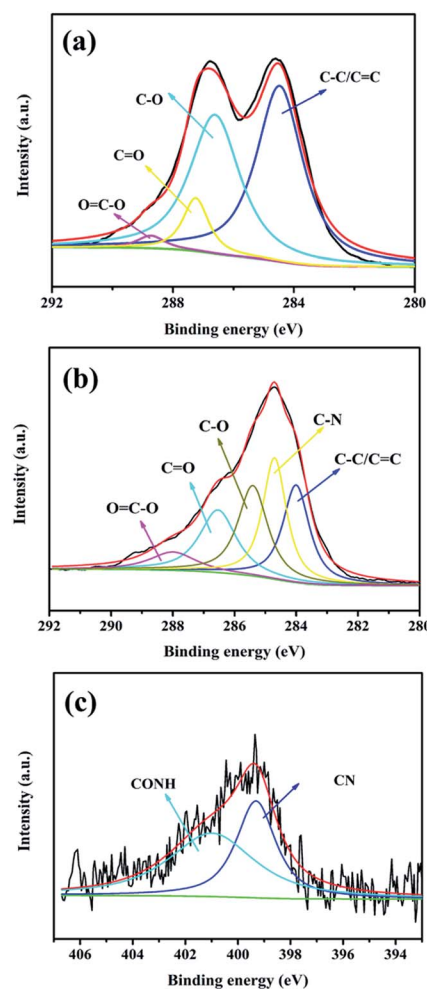 (a)
C-O
C-C/C=C
C=O
O=C-O
Intensity (a.u.)
292 288 284 280
Binding energy (eV)
(b)
C-N
C-O
C-C/C=C
C=O
O=C-O
Intensity (a.u.)
292 290 288 286 284 282 280
Binding energy (eV)
(c)
CONH
CN
Intensity (a.u.)
406 404 402 400 398 396 394
Binding energy (eV)